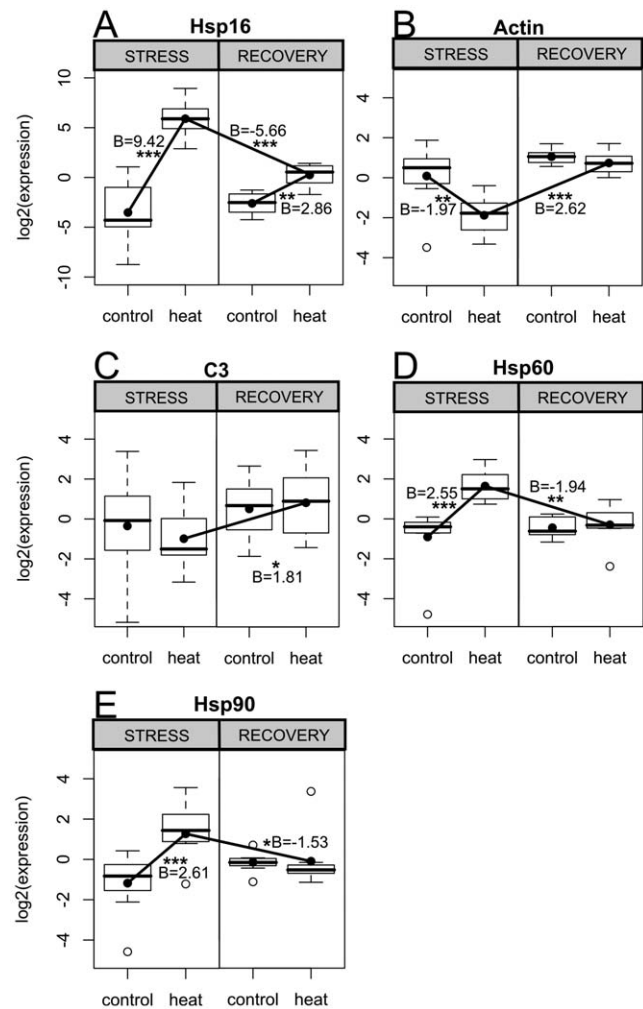 A Hsp16
STRESS RECOVERY
log2(expression)
10
5
0
-5
-10
B=9.42
***
B=-5.66
***
**
B=2.86
control heat control heat
B Actin
STRESS RECOVERY
4
2
0
-2
-4
B=-1.97
**
***
B=2.62
control heat control heat
C C3
STRESS RECOVERY
log2(expression)
4
2
0
-2
-4
*
B=1.81
control heat control heat
D Hsp60
STRESS RECOVERY
4
2
0
-2
-4
B=2.55
***
B=-1.94
**
control heat control heat
E Hsp90
STRESS RECOVERY
log2(expression)
4
2
0
-2
-4
***
B=2.61
*B=-1.53
control heat control heat